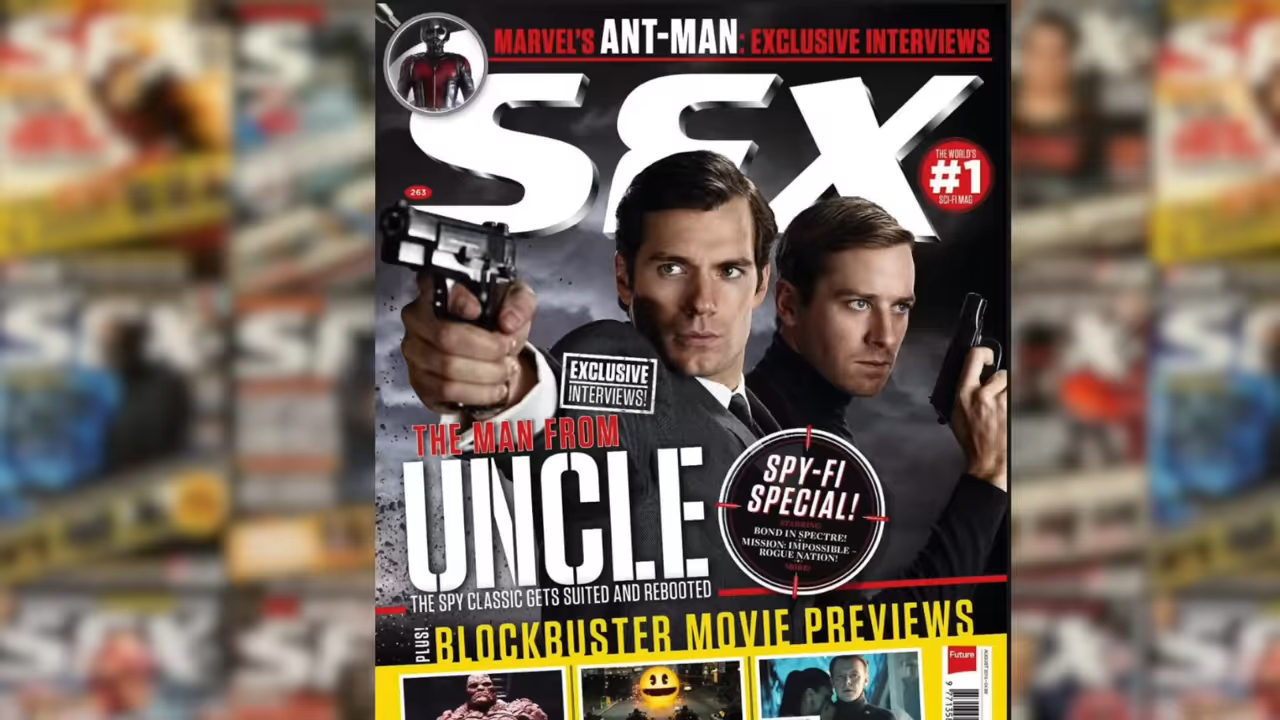 MARVEL'S ANT-MAN: EXCLUSIVE INTERVIEWS
SFX
263
THE WORLD'S
#1
SCI-FI MAG
EXCLUSIVE
INTERVIEWS!
THE MAN FROM
UNCLE
THE SPY CLASSIC GETS SUITED AND REBOOTED
SPY-FI
SPECIAL!
STARRING
BOND IN SPECTRE!
MISSION: IMPOSSIBLE –
ROGUE NATION!
MORE!
PLUS!
BLOCKBUSTER MOVIE PREVIEWS
Future